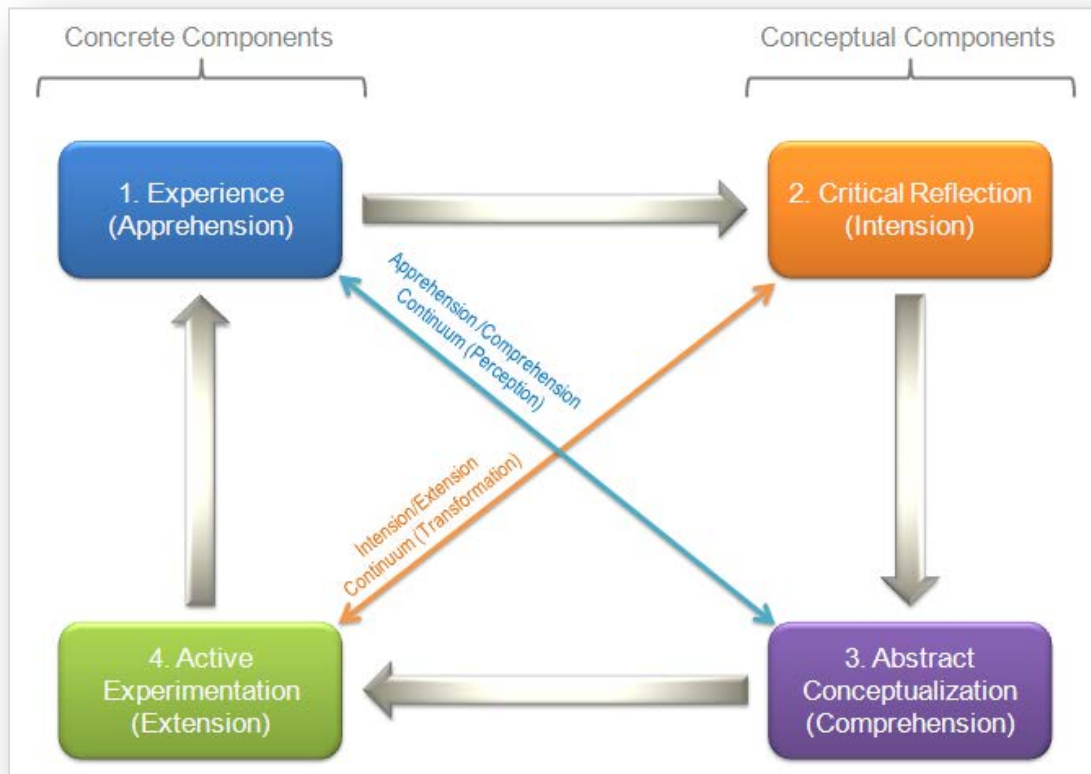 Concrete Components
Conceptual Components
1. Experience
(Apprehension)
2. Critical Reflection
(Intension)
Apprehension /Comprehension
Continuum (Perception)
Intension/Extension
Continuum (Transformation)
4. Active
Experimentation
(Extension)
3. Abstract
Conceptualization
(Comprehension)